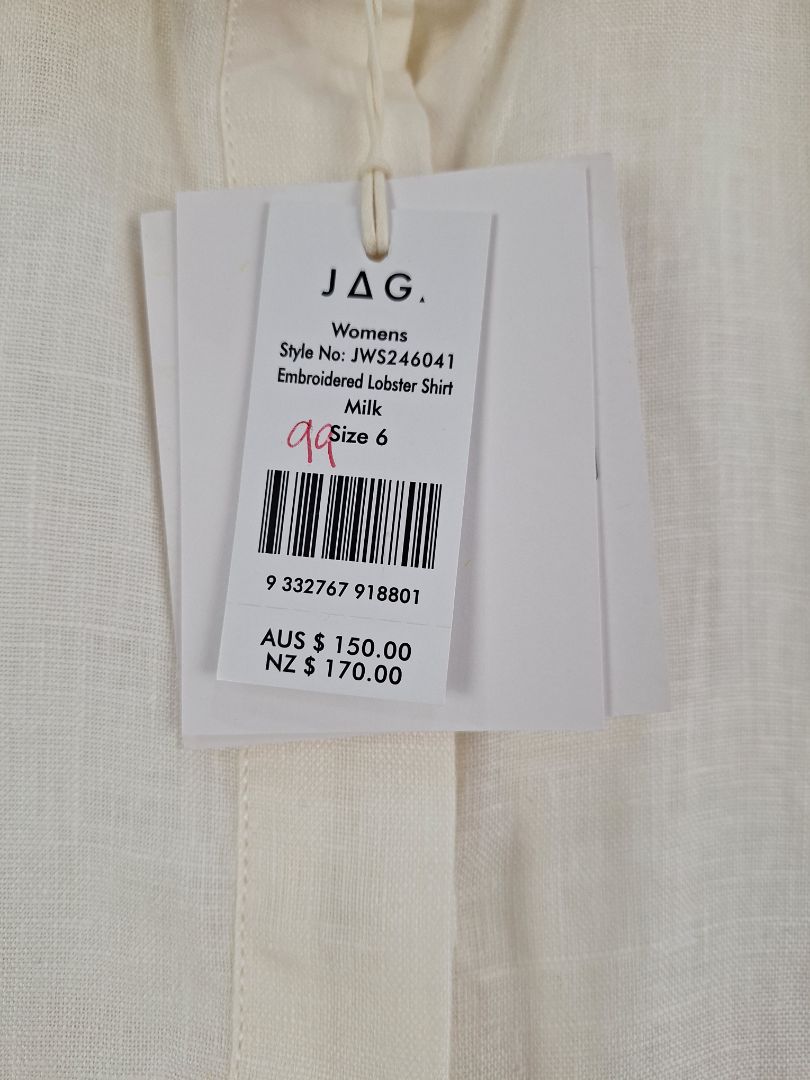 JAG.
Womens
Style No: JWS246041
Embroidered Lobster Shirt
Milk
99
Size 6
9 332767 918801
AUS $ 150.00
NZ $ 170.00